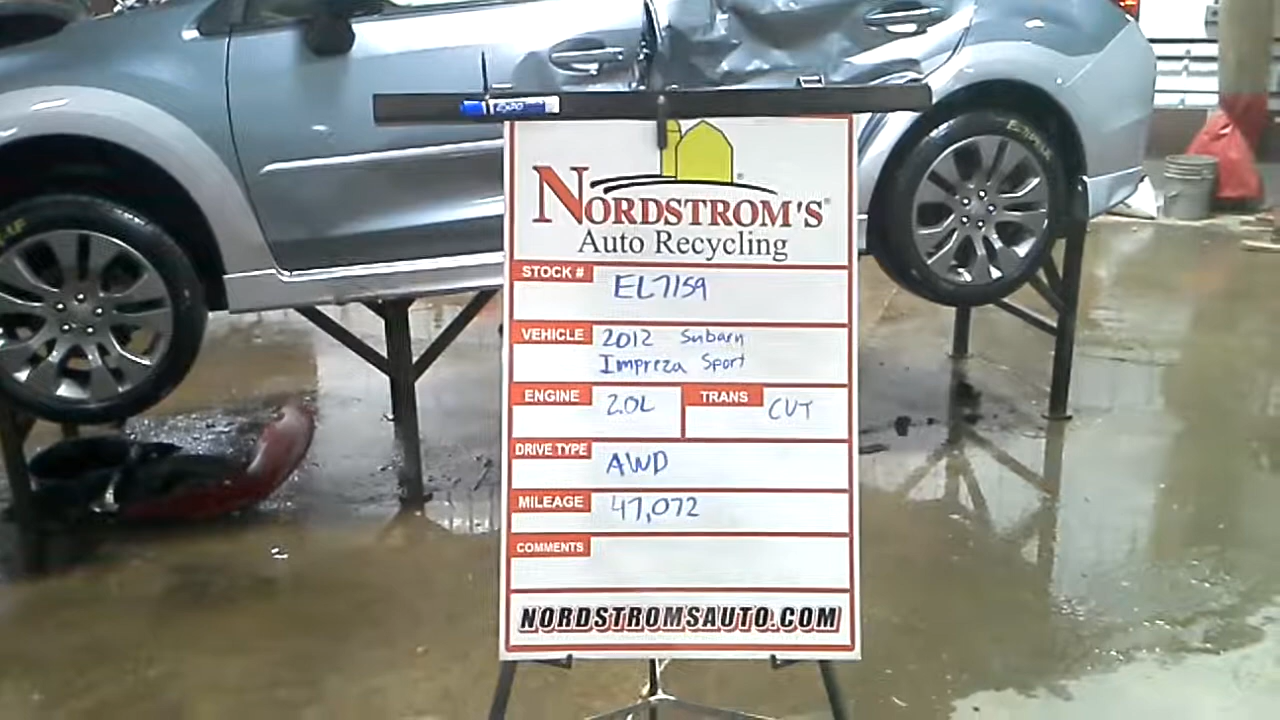 EXPO
NORDSTROM'S®
Auto Recycling
STOCK # EL7159
VEHICLE 2012 Subaru
Impreza Sport
ENGINE 2.0L TRANS CVT
DRIVE TYPE AWD
MILEAGE 47,072
COMMENTS
NORDSTROMSAUTO.COM